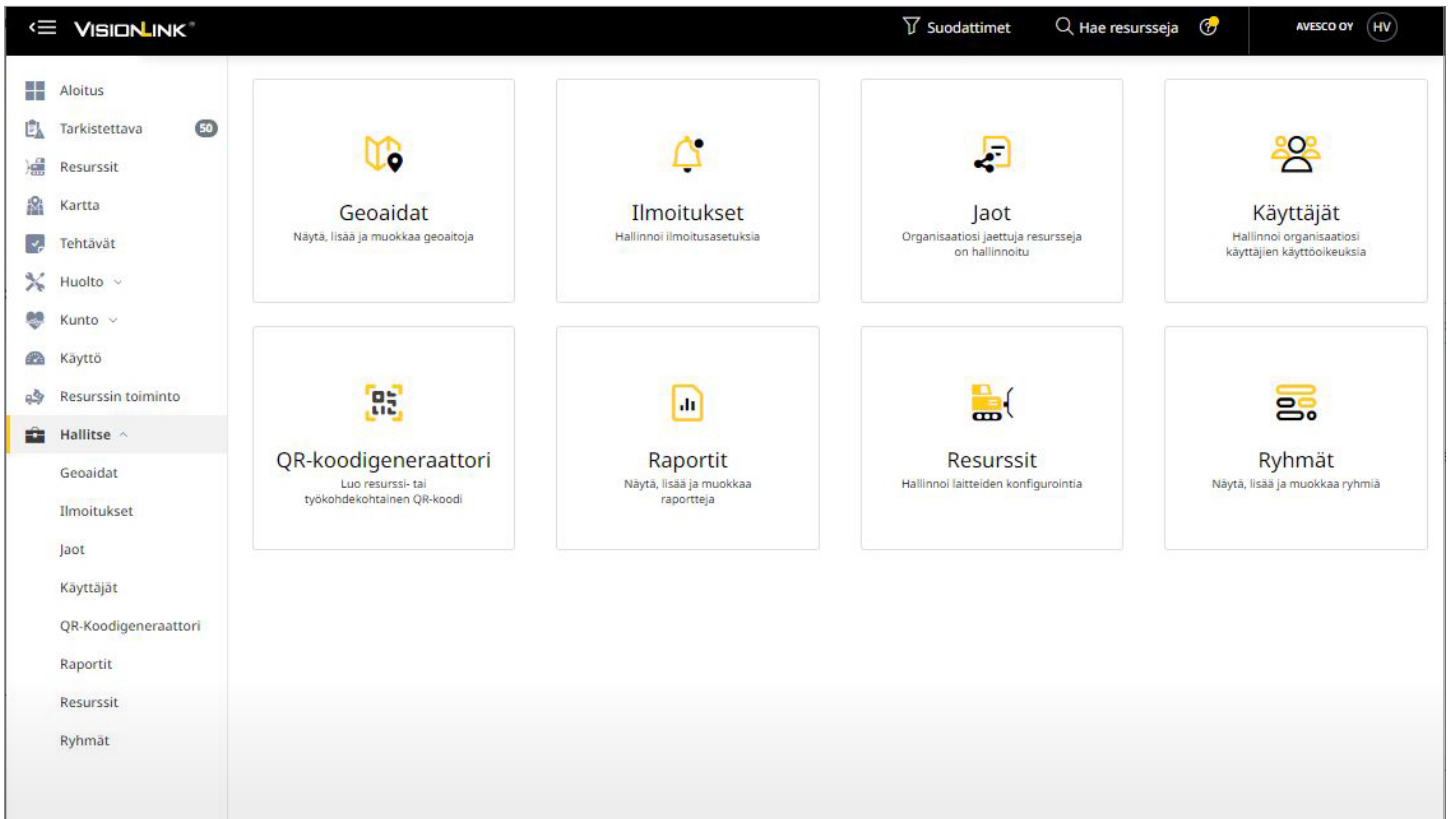 VISIONLINK®
Suodattimet
Hae resursseja
AVESCO OY
HV
Aloitus
Tarkistettava
50
Resurssit
Kartta
Tehtävät
Huolto
Kunto
Käyttö
Resurssin toiminto
Hallitse
Geoaidat
Ilmoitukset
Jaot
Käyttäjät
QR-Koodigeneraattori
Raportit
Resurssit
Ryhmät
Geoaidat
Näytä, lisää ja muokkaa geoaitoja
Ilmoitukset
Hallinnoi ilmoitusasetuksia
Jaot
Organisaatiosi jaettuja resursseja
on hallinnoitu
Käyttäjät
Hallinnoi organisaatiosi
käyttäjien käyttöoikeuksia
QR-koodigeneraattori
Luo resurssi- tai
työkohdekohtainen QR-koodi
Raportit
Näytä, lisää ja muokkaa
raportteja
Resurssit
Hallinnoi laitteiden konfigurointia
Ryhmät
Näytä, lisää ja muokkaa ryhmiä